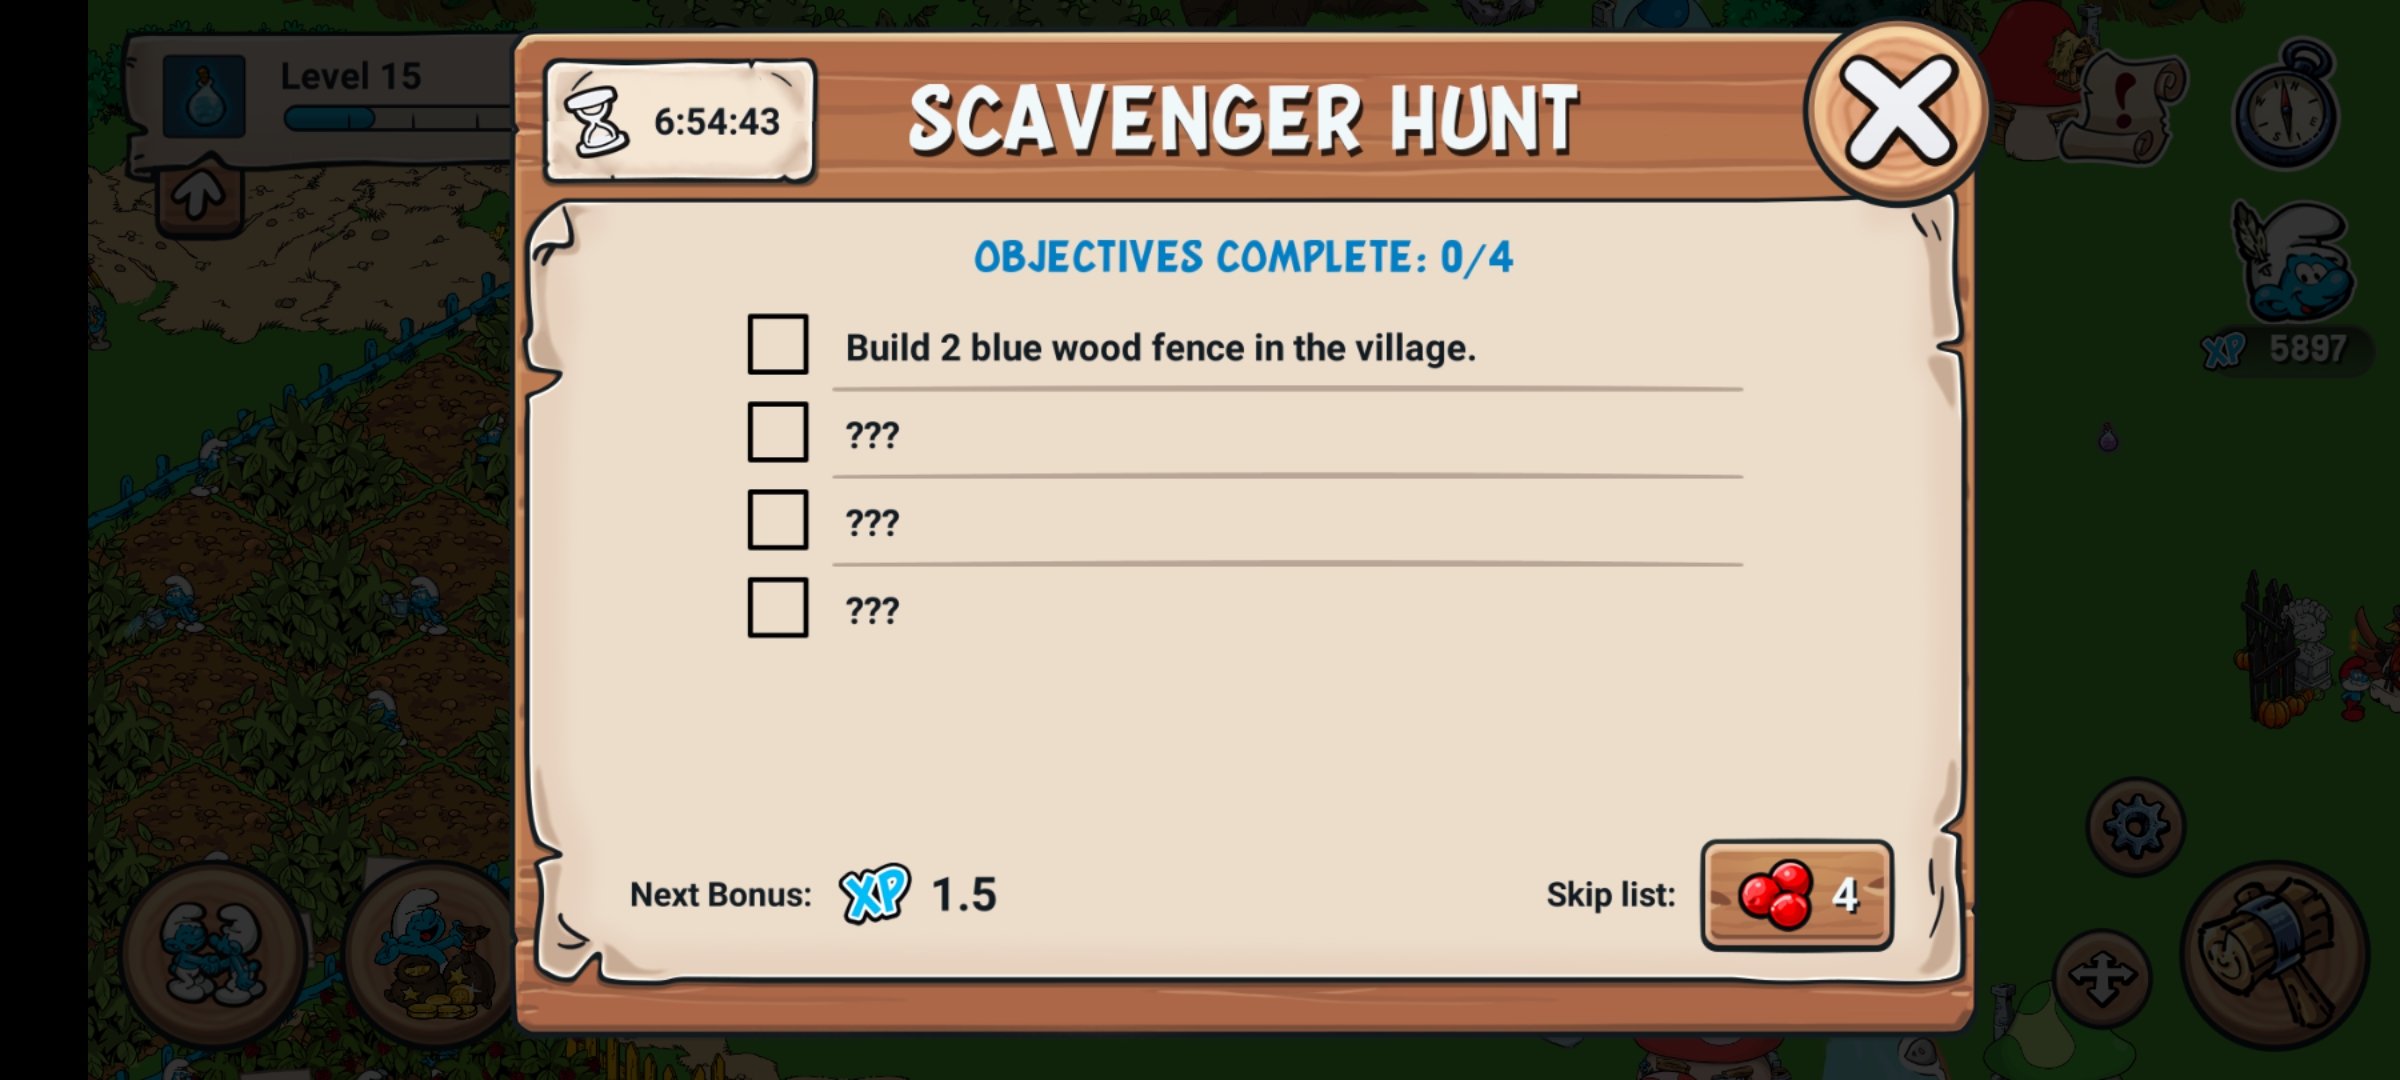 Level 15
6:54:43
SCAVENGER HUNT
OBJECTIVES COMPLETE: 0/4
Build 2 blue wood fence in the village.
???
???
???
XP 5897
Next Bonus: XP 1.5
Skip list: 4